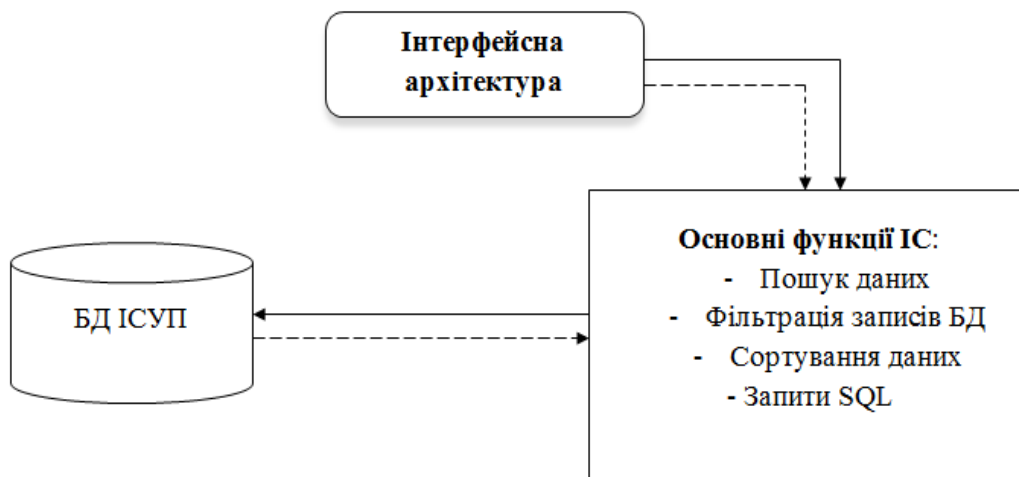 Інтерфейсна
архітектура
Основні функції ІС:
- Пошук даних
- Фільтрація записів БД
- Сортування даних
- Запити SQL
БД ІСУП